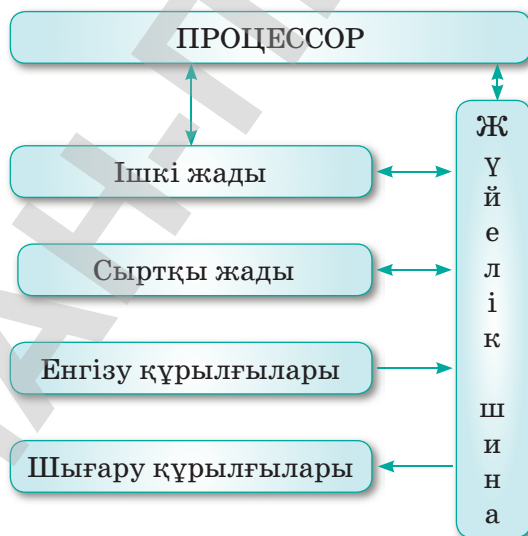 ПРОЦЕССОР
Ішкі жады
Сыртқы жады
Енгізу құрылғылары
Шығару құрылғылары
Жүйелік шина